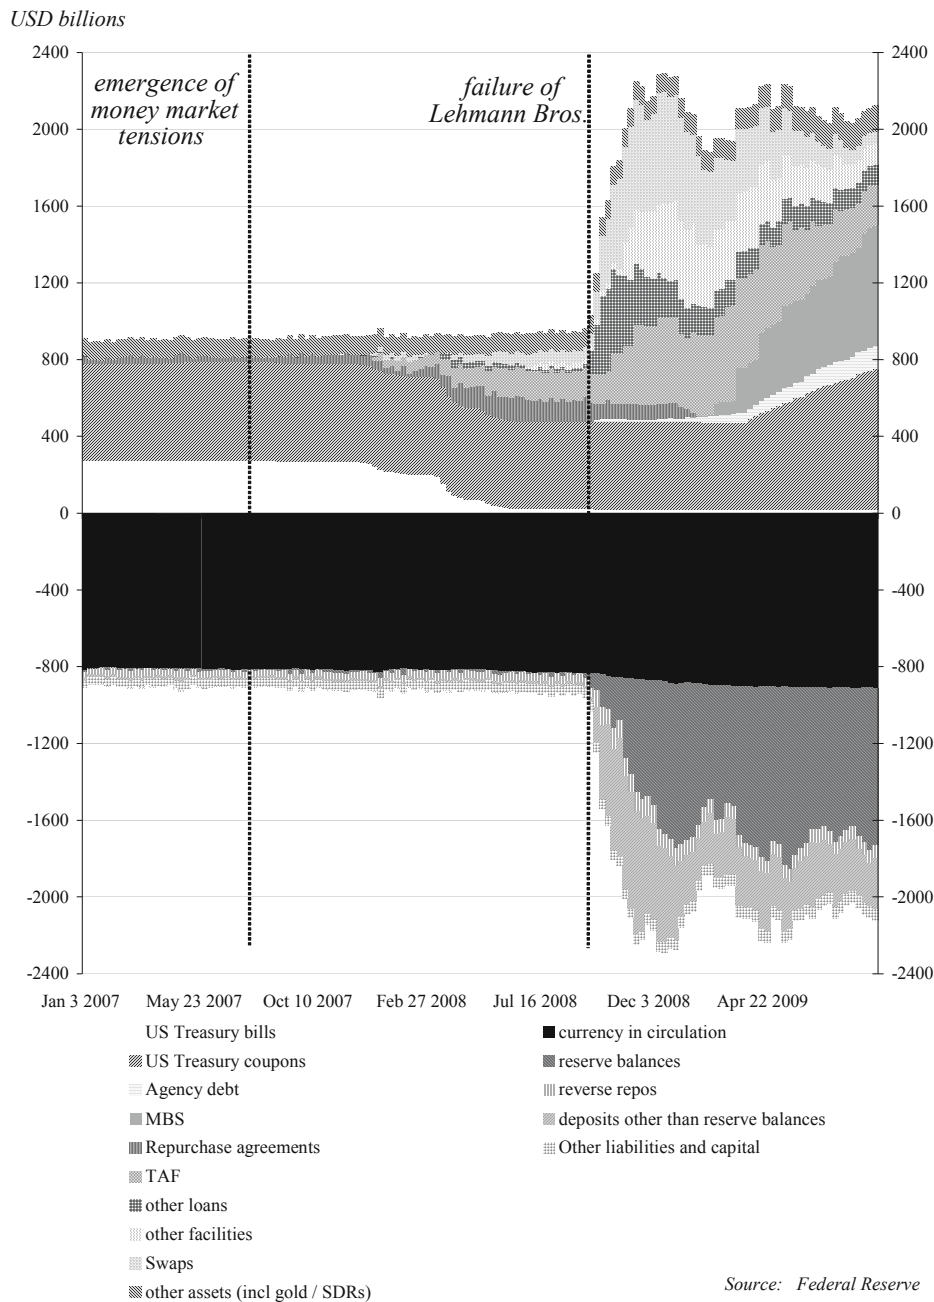 USD billions
2400 2400
emergence of
money market
tensions
failure of
Lehmann Bros.
2000 2000
1600 1600
1200 1200
800 800
400 400
0 0
-400 -400
-800 -800
-1200 -1200
-1600 -1600
-2000 -2000
-2400 -2400
Jan 3 2007 May 23 2007 Oct 10 2007 Feb 27 2008 Jul 16 2008 Dec 3 2008 Apr 22 2009
US Treasury bills
US Treasury coupons
Agency debt
MBS
Repurchase agreements
TAF
other loans
other facilities
Swaps
other assets (incl gold / SDRs)
currency in circulation
reserve balances
reverse repos
deposits other than reserve balances
Other liabilities and capital
Source: Federal Reserve